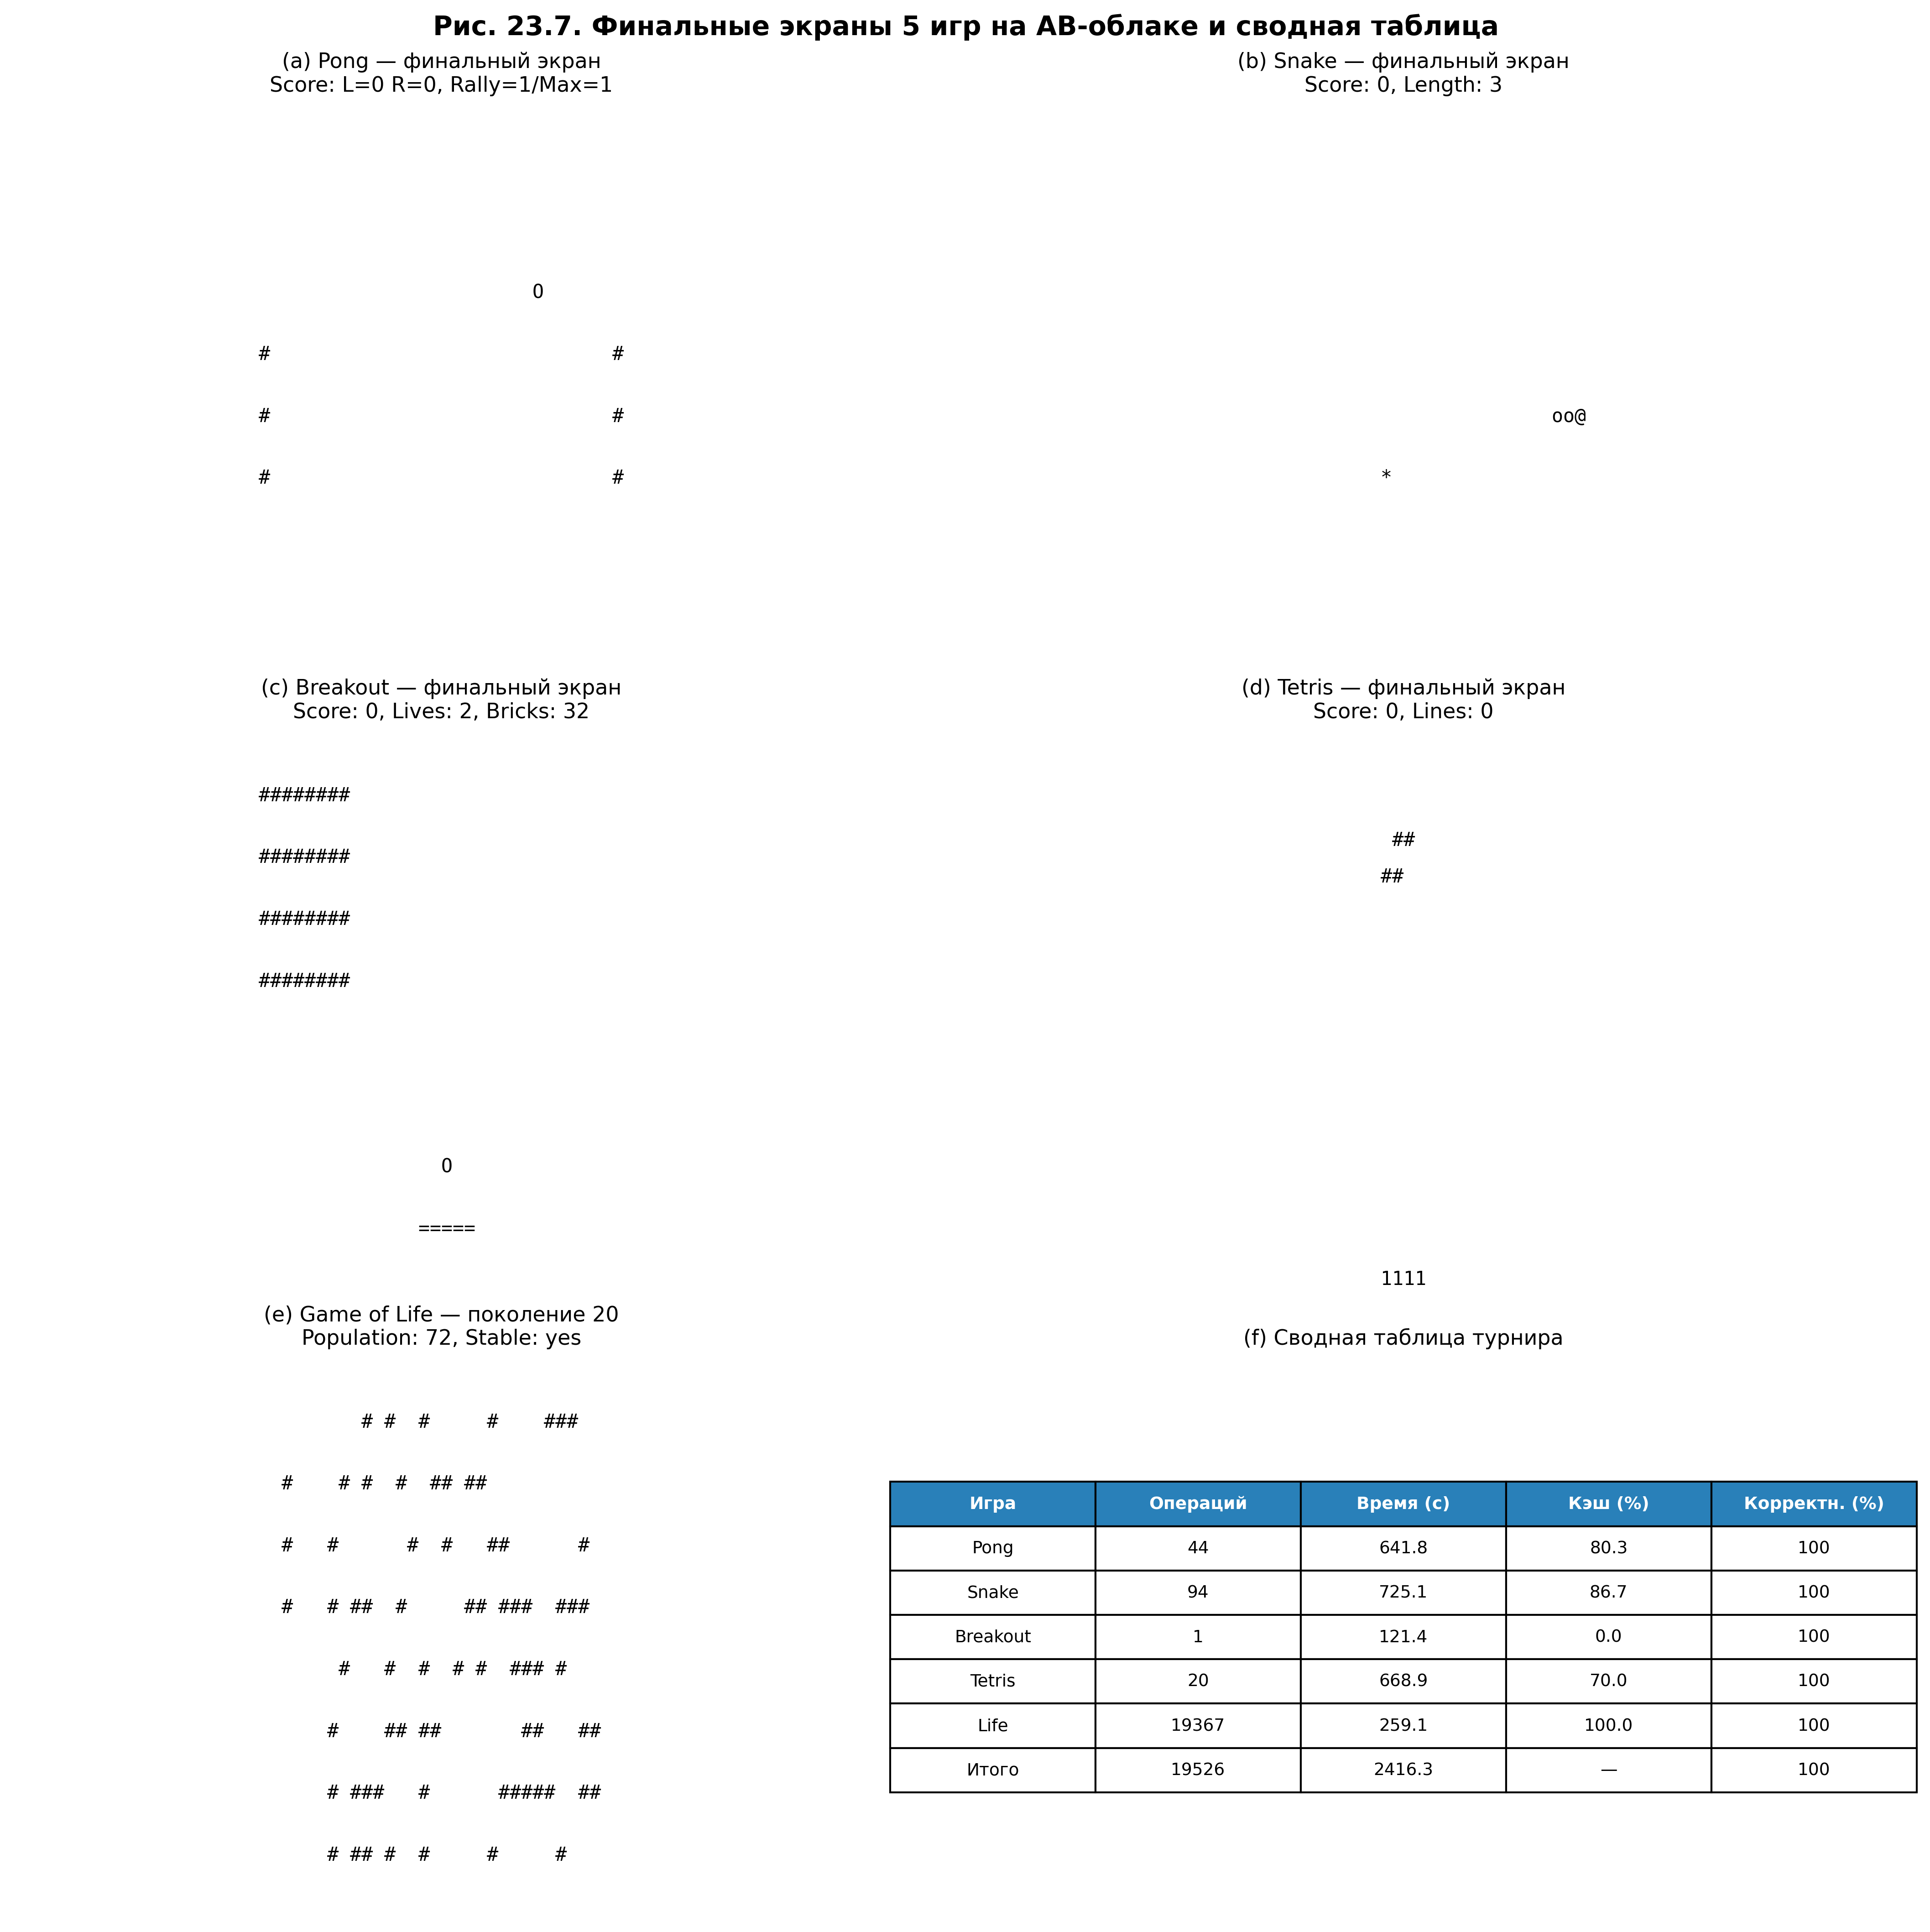 Рис. 23.7. Финальные экраны 5 игр на АВ-облаке и сводная таблица
(a) Pong — финальный экран
Score: L=0 R=0, Rally=1/Max=1
O
# #
# #
# #
(b) Snake — финальный экран
Score: 0, Length: 3
oo@
*
(c) Breakout — финальный экран
Score: 0, Lives: 2, Bricks: 32
########
########
########
########
O
=====
(d) Tetris — финальный экран
Score: 0, Lines: 0
##
##
1111
(e) Game of Life — поколение 20
Population: 72, Stable: yes
# # # # ###
# # # # ## ##
# # # # ## #
# # ## # ## ### ###
# # # # # ### #
# ## ## ## ##
# ### # ##### ##
# ## # # # #
(f) Сводная таблица турнира
Игра Операций Время (с) Кэш (%) Корректн. (%)
Pong 44 641.8 80.3 100
Snake 94 725.1 86.7 100
Breakout 1 121.4 0.0 100
Tetris 20 668.9 70.0 100
Life 19367 259.1 100.0 100
Итого 19526 2416.3 — 100